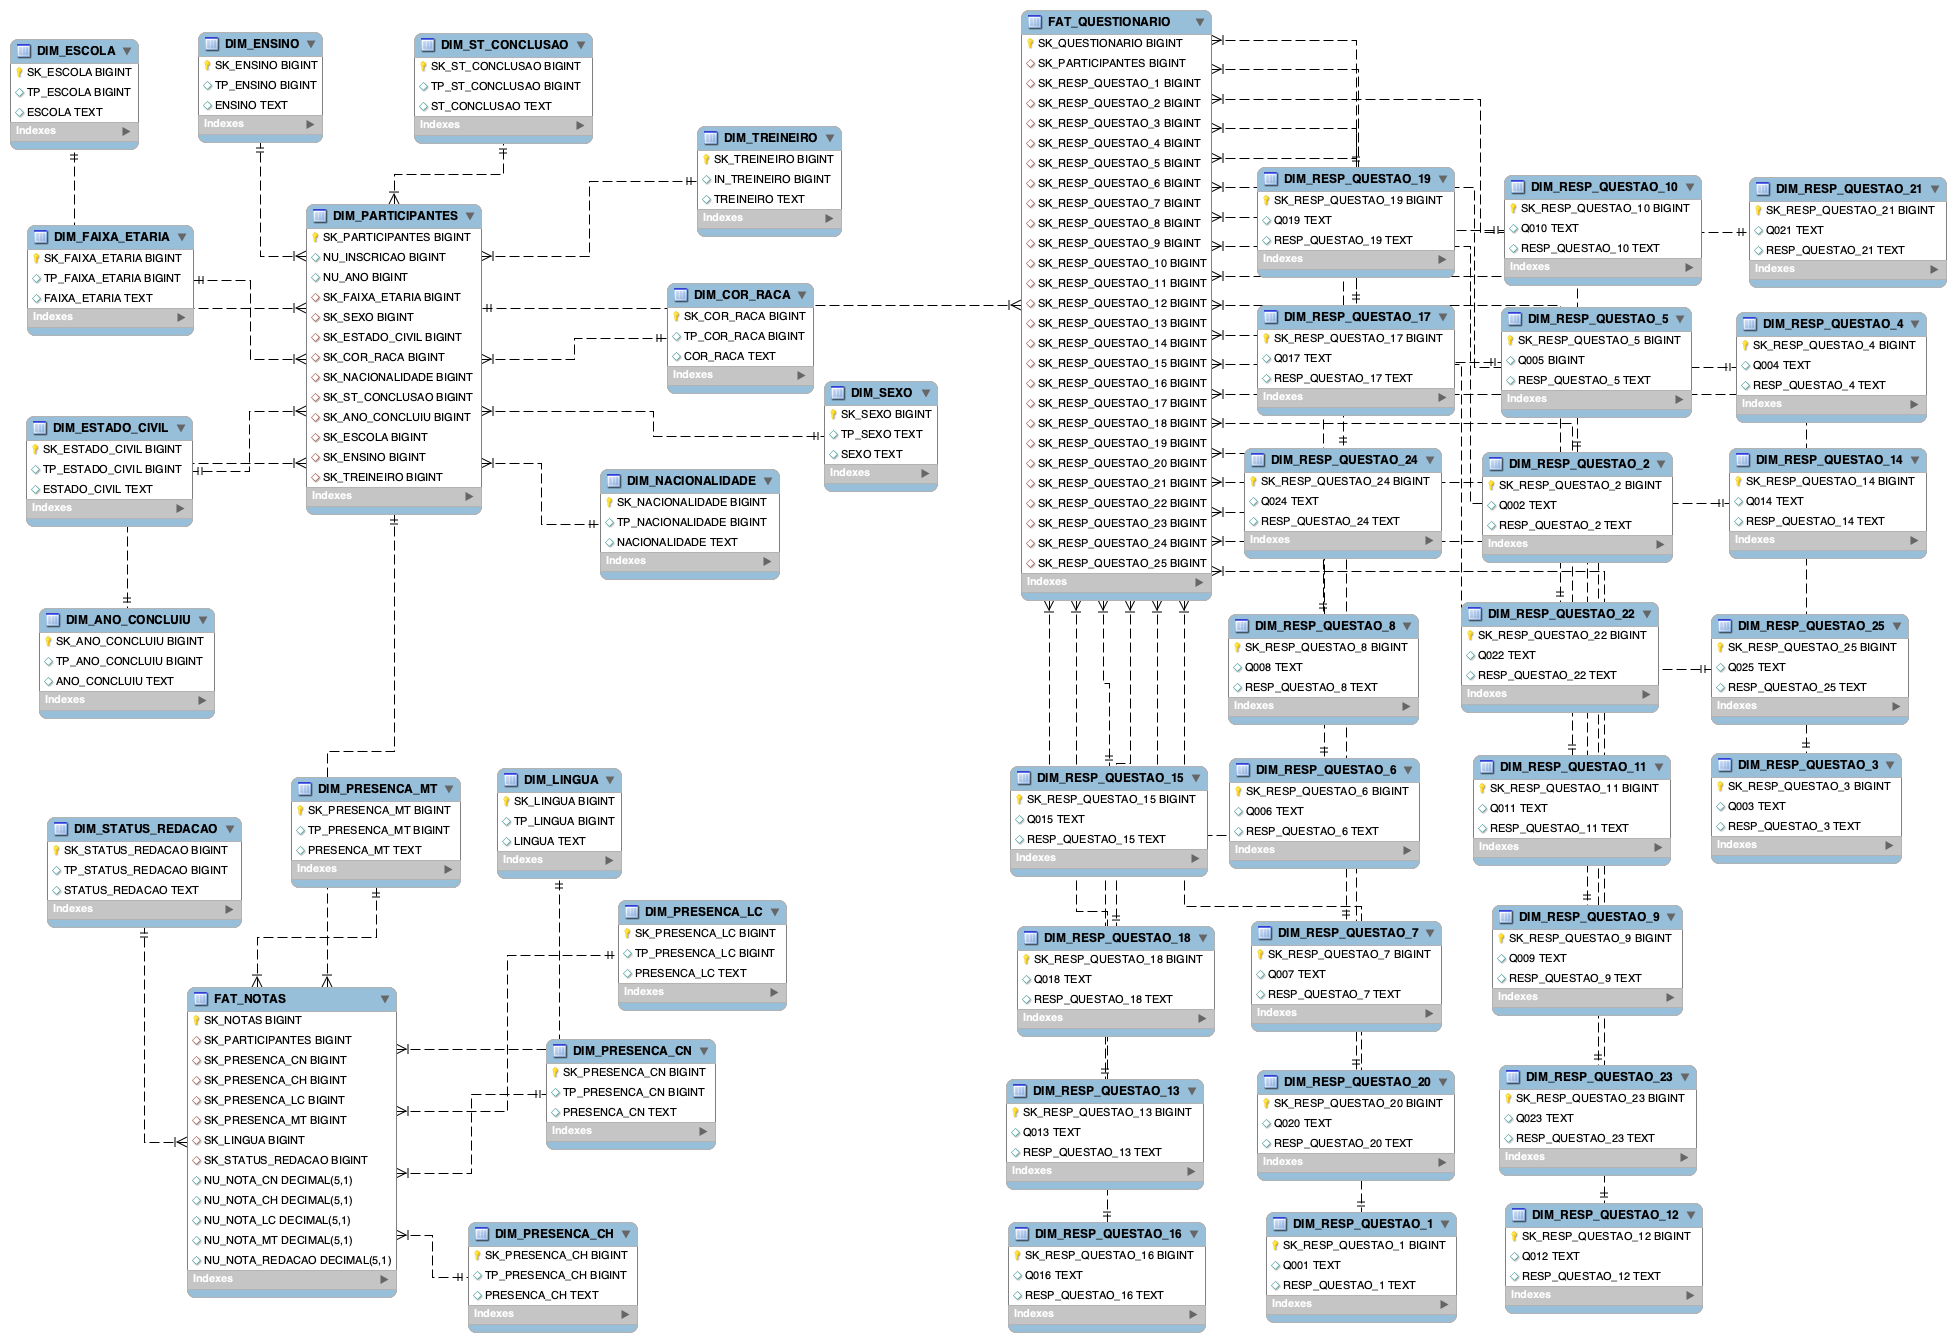 DIM_ESCOLA
SK_ESCOLA BIGINT
TP_ESCOLA BIGINT
ESCOLA TEXT
Indexes
DIM_ENSINO
SK_ENSINO BIGINT
TP_ENSINO BIGINT
ENSINO TEXT
Indexes
DIM_ST_CONCLUSAO
SK_ST_CONCLUSAO BIGINT
TP_ST_CONCLUSAO BIGINT
ST_CONCLUSAO TEXT
Indexes
DIM_TREINEIRO
SK_TREINEIRO BIGINT
IN_TREINEIRO BIGINT
TREINEIRO TEXT
Indexes
DIM_FAIXA_ETARIA
SK_FAIXA_ETARIA BIGINT
TP_FAIXA_ETARIA BIGINT
FAIXA_ETARIA TEXT
Indexes
DIM_PARTICIPANTES
SK_PARTICIPANTES BIGINT
NU_INSCRICAO BIGINT
NU_ANO BIGINT
SK_FAIXA_ETARIA BIGINT
SK_SEXO BIGINT
SK_ESTADO_CIVIL BIGINT
SK_COR_RACA BIGINT
SK_NACIONALIDADE BIGINT
SK_ST_CONCLUSAO BIGINT
SK_ANO_CONCLUIU BIGINT
SK_ESCOLA BIGINT
SK_ENSINO BIGINT
SK_TREINEIRO BIGINT
Indexes
DIM_COR_RACA
SK_COR_RACA BIGINT
TP_COR_RACA BIGINT
COR_RACA TEXT
Indexes
DIM_SEXO
SK_SEXO BIGINT
TP_SEXO TEXT
SEXO TEXT
Indexes
DIM_ESTADO_CIVIL
SK_ESTADO_CIVIL BIGINT
TP_ESTADO_CIVIL BIGINT
ESTADO_CIVIL TEXT
Indexes
DIM_NACIONALIDADE
SK_NACIONALIDADE BIGINT
TP_NACIONALIDADE BIGINT
NACIONALIDADE TEXT
Indexes
DIM_ANO_CONCLUIU
SK_ANO_CONCLUIU BIGINT
TP_ANO_CONCLUIU BIGINT
ANO_CONCLUIU TEXT
Indexes
DIM_PRESENCA_MT
SK_PRESENCA_MT BIGINT
TP_PRESENCA_MT BIGINT
PRESENCA_MT TEXT
Indexes
DIM_LINGUA
SK_LINGUA BIGINT
TP_LINGUA BIGINT
LINGUA TEXT
Indexes
DIM_STATUS_REDACAO
SK_STATUS_REDACAO BIGINT
TP_STATUS_REDACAO BIGINT
STATUS_REDACAO TEXT
Indexes
DIM_PRESENCA_LC
SK_PRESENCA_LC BIGINT
TP_PRESENCA_LC BIGINT
PRESENCA_LC TEXT
Indexes
FAT_NOTAS
SK_NOTAS BIGINT
SK_PARTICIPANTES BIGINT
SK_PRESENCA_CN BIGINT
SK_PRESENCA_CH BIGINT
SK_PRESENCA_LC BIGINT
SK_PRESENCA_MT BIGINT
SK_LINGUA BIGINT
SK_STATUS_REDACAO BIGINT
NU_NOTA_CN DECIMAL(5,1)
NU_NOTA_CH DECIMAL(5,1)
NU_NOTA_LC DECIMAL(5,1)
NU_NOTA_MT DECIMAL(5,1)
NU_NOTA_REDACAO DECIMAL(5,1)
Indexes
DIM_PRESENCA_CN
SK_PRESENCA_CN BIGINT
TP_PRESENCA_CN BIGINT
PRESENCA_CN TEXT
Indexes
DIM_PRESENCA_CH
SK_PRESENCA_CH BIGINT
TP_PRESENCA_CH BIGINT
PRESENCA_CH TEXT
Indexes
FAT_QUESTIONARIO
SK_QUESTIONARIO BIGINT
SK_PARTICIPANTES BIGINT
SK_RESP_QUESTAO_1 BIGINT
SK_RESP_QUESTAO_2 BIGINT
SK_RESP_QUESTAO_3 BIGINT
SK_RESP_QUESTAO_4 BIGINT
SK_RESP_QUESTAO_5 BIGINT
SK_RESP_QUESTAO_6 BIGINT
SK_RESP_QUESTAO_7 BIGINT
SK_RESP_QUESTAO_8 BIGINT
SK_RESP_QUESTAO_9 BIGINT
SK_RESP_QUESTAO_10 BIGINT
SK_RESP_QUESTAO_11 BIGINT
SK_RESP_QUESTAO_12 BIGINT
SK_RESP_QUESTAO_13 BIGINT
SK_RESP_QUESTAO_14 BIGINT
SK_RESP_QUESTAO_15 BIGINT
SK_RESP_QUESTAO_16 BIGINT
SK_RESP_QUESTAO_17 BIGINT
SK_RESP_QUESTAO_18 BIGINT
SK_RESP_QUESTAO_19 BIGINT
SK_RESP_QUESTAO_20 BIGINT
SK_RESP_QUESTAO_21 BIGINT
SK_RESP_QUESTAO_22 BIGINT
SK_RESP_QUESTAO_23 BIGINT
SK_RESP_QUESTAO_24 BIGINT
SK_RESP_QUESTAO_25 BIGINT
Indexes
DIM_RESP_QUESTAO_19
SK_RESP_QUESTAO_19 BIGINT
Q019 TEXT
RESP_QUESTAO_19 TEXT
Indexes
DIM_RESP_QUESTAO_10
SK_RESP_QUESTAO_10 BIGINT
Q010 TEXT
RESP_QUESTAO_10 TEXT
Indexes
DIM_RESP_QUESTAO_21
SK_RESP_QUESTAO_21 BIGINT
Q021 TEXT
RESP_QUESTAO_21 TEXT
Indexes
DIM_RESP_QUESTAO_17
SK_RESP_QUESTAO_17 BIGINT
Q017 TEXT
RESP_QUESTAO_17 TEXT
Indexes
DIM_RESP_QUESTAO_5
SK_RESP_QUESTAO_5 BIGINT
Q005 BIGINT
RESP_QUESTAO_5 TEXT
Indexes
DIM_RESP_QUESTAO_4
SK_RESP_QUESTAO_4 BIGINT
Q004 TEXT
RESP_QUESTAO_4 TEXT
Indexes
DIM_RESP_QUESTAO_24
SK_RESP_QUESTAO_24 BIGINT
Q024 TEXT
RESP_QUESTAO_24 TEXT
Indexes
DIM_RESP_QUESTAO_2
SK_RESP_QUESTAO_2 BIGINT
Q002 TEXT
RESP_QUESTAO_2 TEXT
Indexes
DIM_RESP_QUESTAO_14
SK_RESP_QUESTAO_14 BIGINT
Q014 TEXT
RESP_QUESTAO_14 TEXT
Indexes
DIM_RESP_QUESTAO_8
SK_RESP_QUESTAO_8 BIGINT
Q008 TEXT
RESP_QUESTAO_8 TEXT
Indexes
DIM_RESP_QUESTAO_22
SK_RESP_QUESTAO_22 BIGINT
Q022 TEXT
RESP_QUESTAO_22 TEXT
Indexes
DIM_RESP_QUESTAO_25
SK_RESP_QUESTAO_25 BIGINT
Q025 TEXT
RESP_QUESTAO_25 TEXT
Indexes
DIM_RESP_QUESTAO_15
SK_RESP_QUESTAO_15 BIGINT
Q015 TEXT
RESP_QUESTAO_15 TEXT
Indexes
DIM_RESP_QUESTAO_6
SK_RESP_QUESTAO_6 BIGINT
Q006 TEXT
RESP_QUESTAO_6 TEXT
Indexes
DIM_RESP_QUESTAO_11
SK_RESP_QUESTAO_11 BIGINT
Q011 TEXT
RESP_QUESTAO_11 TEXT
Indexes
DIM_RESP_QUESTAO_3
SK_RESP_QUESTAO_3 BIGINT
Q003 TEXT
RESP_QUESTAO_3 TEXT
Indexes
DIM_RESP_QUESTAO_18
SK_RESP_QUESTAO_18 BIGINT
Q018 TEXT
RESP_QUESTAO_18 TEXT
Indexes
DIM_RESP_QUESTAO_7
SK_RESP_QUESTAO_7 BIGINT
Q007 TEXT
RESP_QUESTAO_7 TEXT
Indexes
DIM_RESP_QUESTAO_9
SK_RESP_QUESTAO_9 BIGINT
Q009 TEXT
RESP_QUESTAO_9 TEXT
Indexes
DIM_RESP_QUESTAO_13
SK_RESP_QUESTAO_13 BIGINT
Q013 TEXT
RESP_QUESTAO_13 TEXT
Indexes
DIM_RESP_QUESTAO_20
SK_RESP_QUESTAO_20 BIGINT
Q020 TEXT
RESP_QUESTAO_20 TEXT
Indexes
DIM_RESP_QUESTAO_23
SK_RESP_QUESTAO_23 BIGINT
Q023 TEXT
RESP_QUESTAO_23 TEXT
Indexes
DIM_RESP_QUESTAO_16
SK_RESP_QUESTAO_16 BIGINT
Q016 TEXT
RESP_QUESTAO_16 TEXT
Indexes
DIM_RESP_QUESTAO_1
SK_RESP_QUESTAO_1 BIGINT
Q001 TEXT
RESP_QUESTAO_1 TEXT
Indexes
DIM_RESP_QUESTAO_12
SK_RESP_QUESTAO_12 BIGINT
Q012 TEXT
RESP_QUESTAO_12 TEXT
Indexes